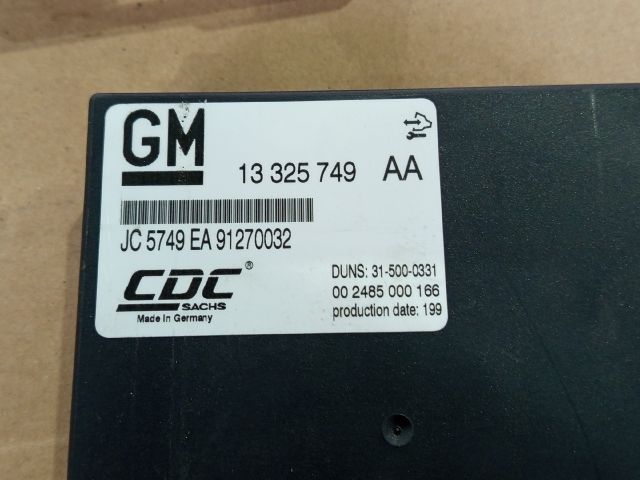 GM
13 325 749 AA
JC 5749 EA 91270032
CDC®
SACHS
Made In Germany
DUNS: 31-500-0331
00 2485 000 166
production date: 199